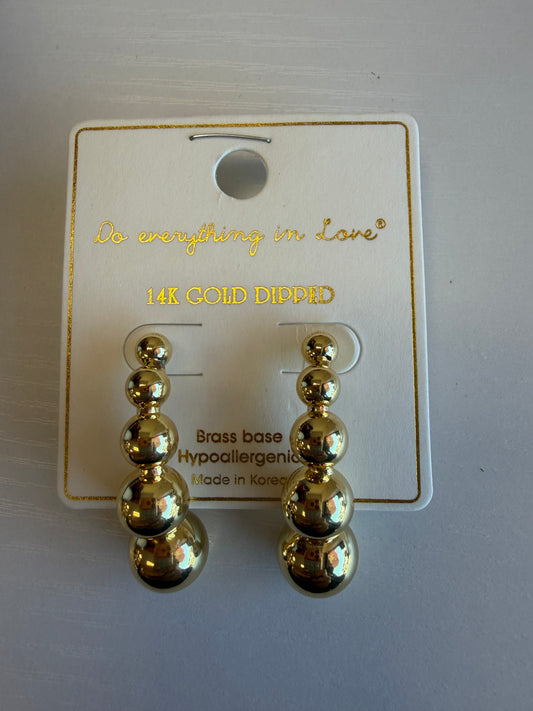 Do everything in Love®
14K GOLD DIPPED
Brass base
Hypoallergenic
Made in Korea